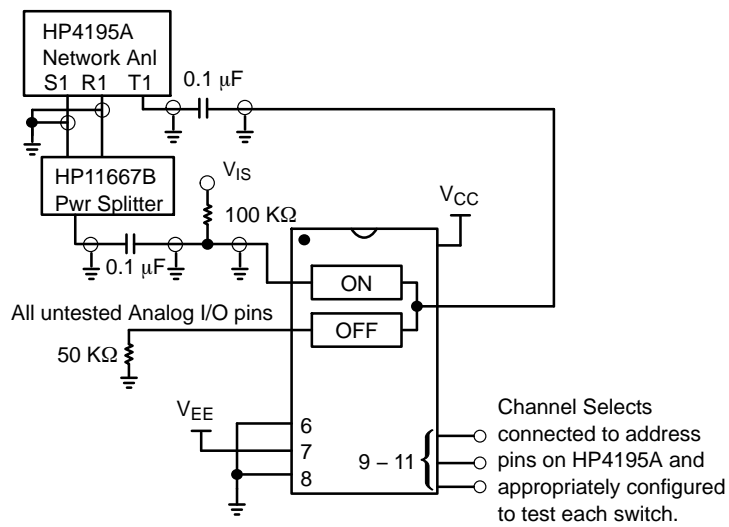 HP4195A
Network Anl
S1 R1 T1
0.1 μF
HP11667B
Pwr Splitter
VIS
100 KΩ
VCC
0.1 μF
ON
All untested Analog I/O pins
OFF
50 KΩ
VEE
6
7
8
9 – 11
Channel Selects
connected to address
pins on HP4195A and
appropriately configured
to test each switch.